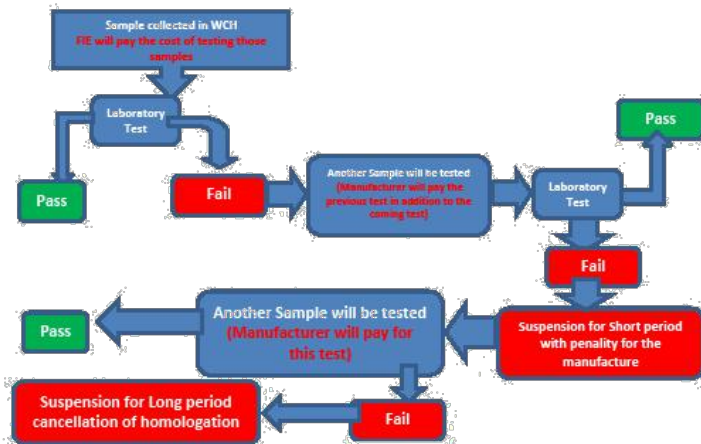 Sample collected in WCH
FIE will pay the cost of testing those
samples
Laboratory
Test
Pass
Fail
Another Sample will be tested
(Manufacturer will pay the
previous test in addition to the
coming test)
Laboratory
Test
Pass
Fail
Suspension for Short period
with penality for the
manufacture
Another Sample will be tested
(Manufacturer will pay for
this test)
Pass
Fail
Suspension for Long period
cancellation of homologation